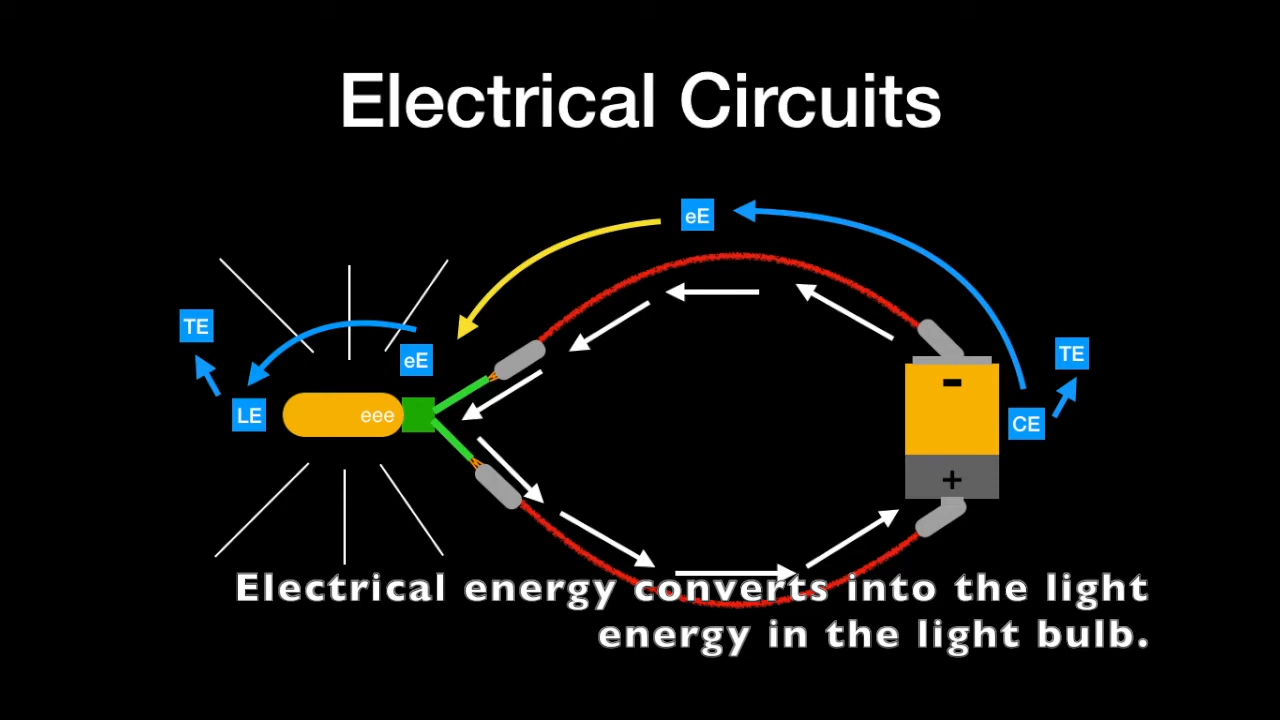 Electrical Circuits
eE
TE
TE
eE
LE
eee
CE
-
+
Electrical energy converts into the light
energy in the light bulb.